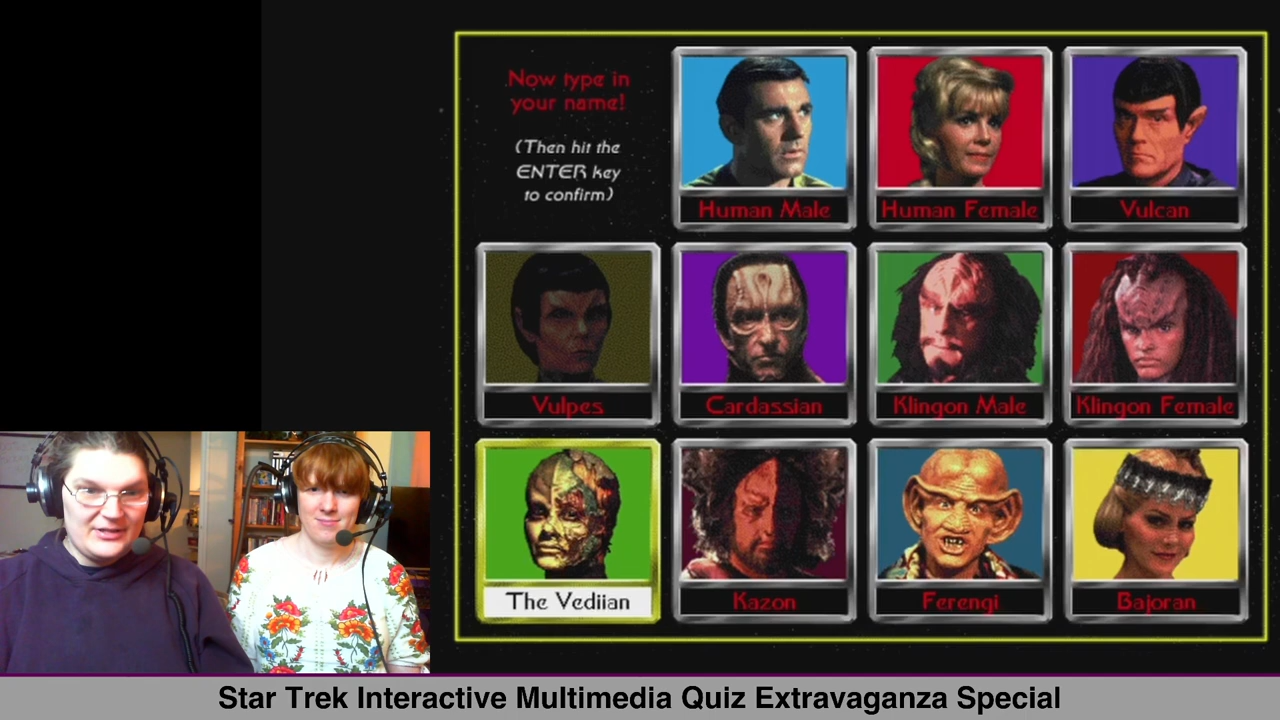 Now type in
your name!
(Then hit the
ENTER key
to confirm)
Human Male
Human Female
Vulcan
Vulpes
Cardassian
Klingon Male
Klingon Female
The Vediian
Kazon
Ferengi
Bajoran
Star Trek Interactive Multimedia Quiz Extravaganza Special